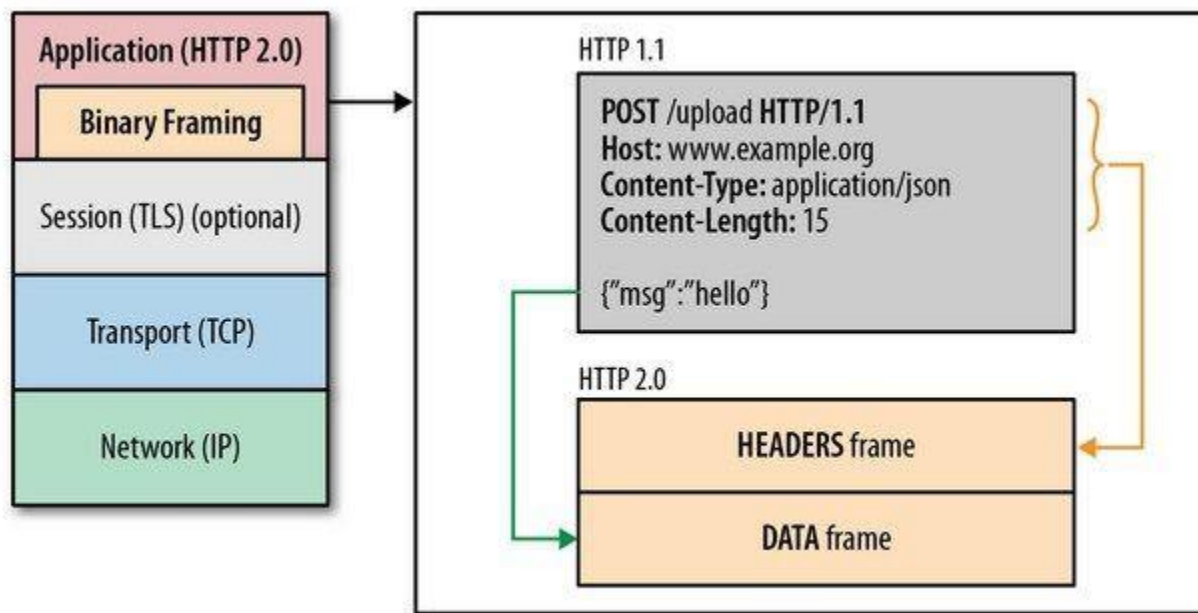 Application (HTTP 2.0)
Binary Framing
Session (TLS) (optional)
Transport (TCP)
Network (IP)
HTTP 1.1
POST /upload HTTP/1.1
Host: www.example.org
Content-Type: application/json
Content-Length: 15
{"msg":"hello"}
HTTP 2.0
HEADERS frame
DATA frame